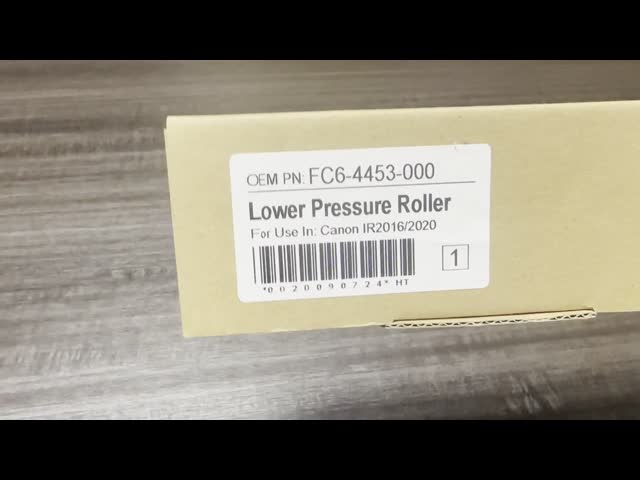 OEM PN: FC6-4453-000
Lower Pressure Roller
For Use In: Canon IR2016/2020
1
*0020090724* HT